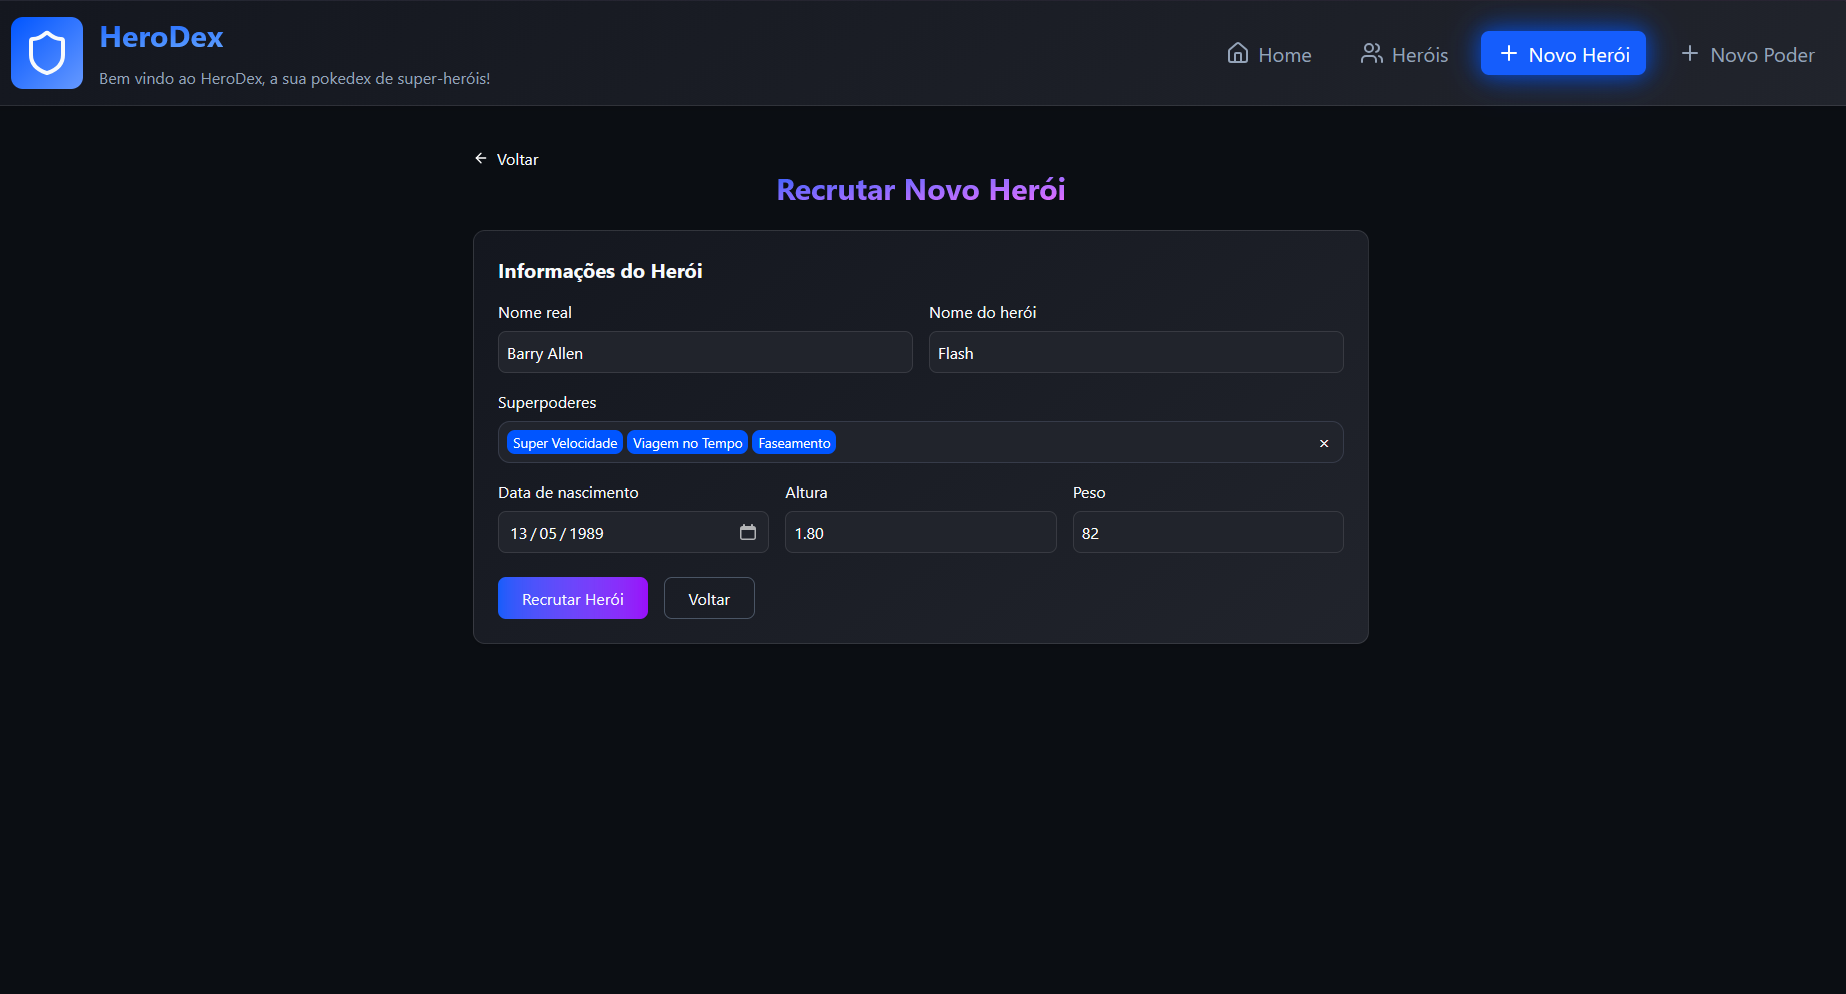 HeroDex
Bem vindo ao HeroDex, a sua pokedex de super-heróis!
Home
Heróis
Novo Herói
Novo Poder
Voltar
Recrutar Novo Herói
Informações do Herói
Nome real
Nome do herói
Barry Allen
Flash
Superpoderes
Super Velocidade
Viagem no Tempo
Faseamento
×
Data de nascimento
Altura
Peso
13/05/1989
1.80
82
Recrutar Herói
Voltar